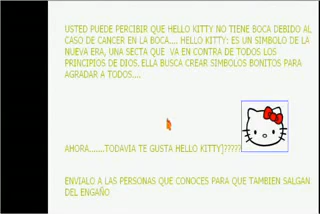 USTED PUEDE PERCIBIR QUE HELLO KITTY NO TIENE BOCA DEBIDO AL
CASO DE CANCER EN LA BOCA.... HELLO KITTY: ES UN SIMBOLO DE LA
NUEVA ERA, UNA SECTA QUE VA EN CONTRA DE TODOS LOS
PRINCIPIOS DE DIOS. ELLA BUSCA CREAR SIMBOLOS BONITOS PARA
AGRADAR A TODOS....
AHORA.......TODAVIA TE GUSTA HELLO KITTY]?????
ENVIALO A LAS PERSONAS QUE CONOCES PARA QUE TAMBIEN SALGAN
DEL ENGAÑO